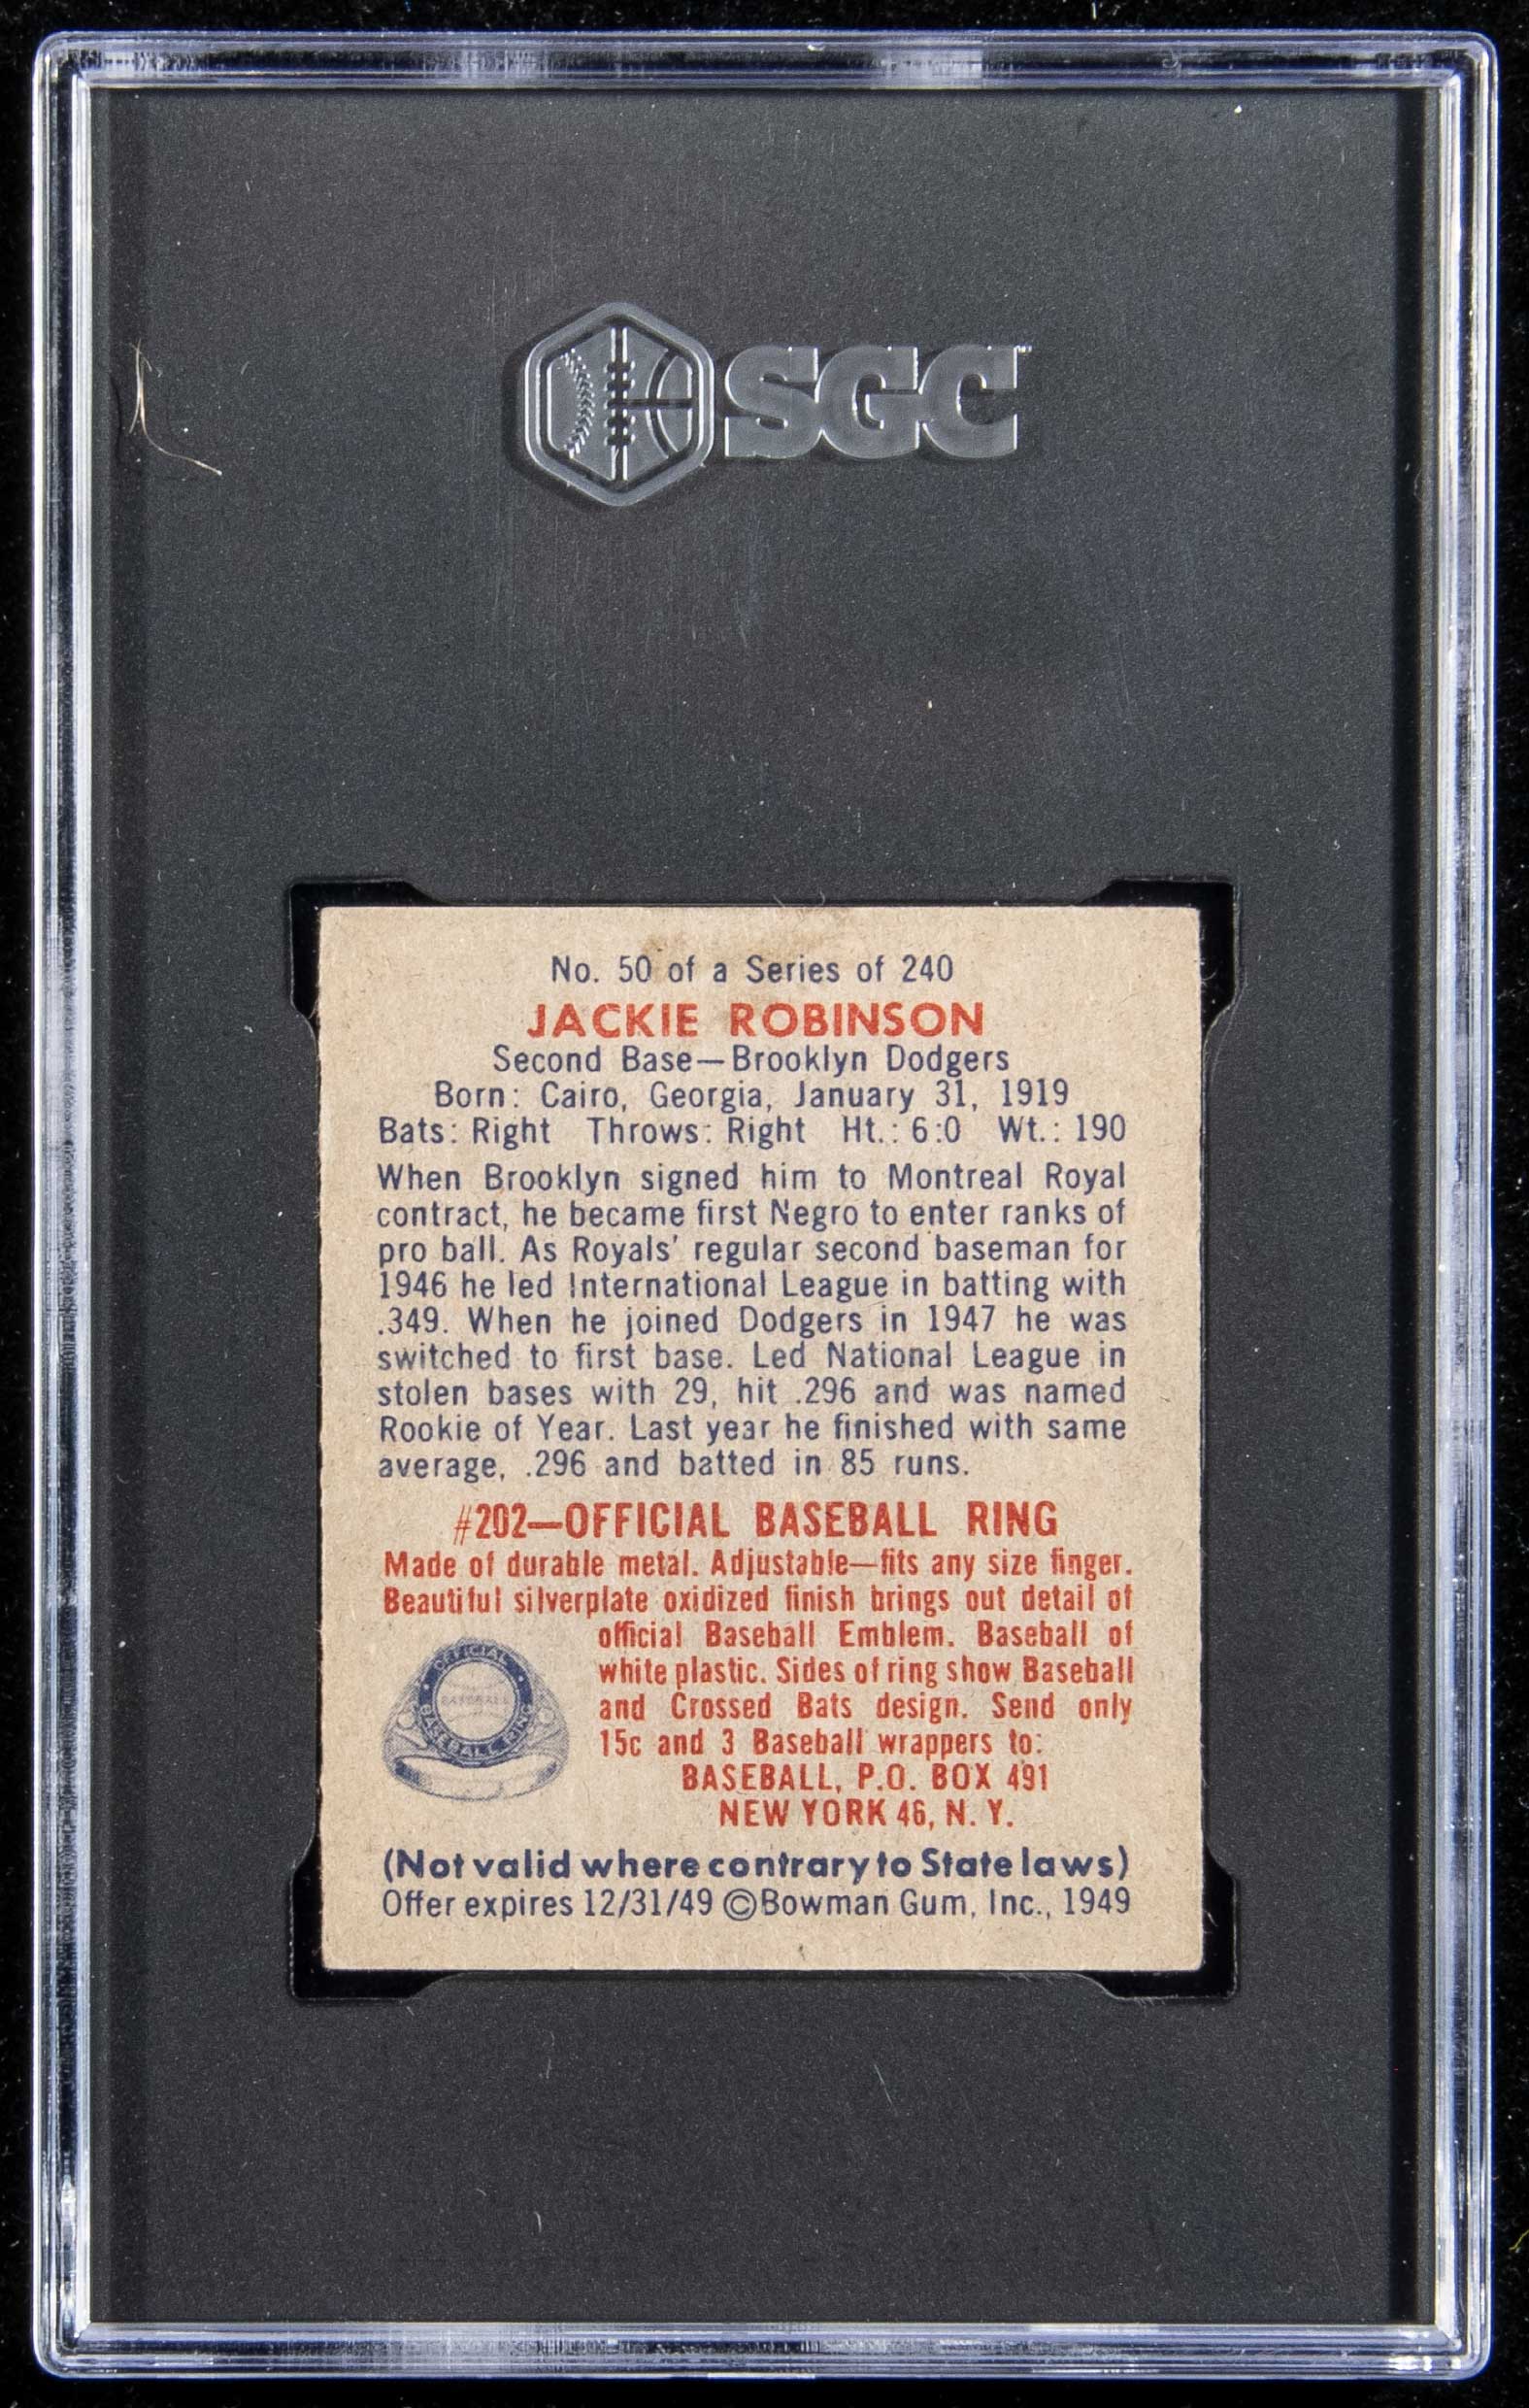 SGC
No. 50 of a Series of 240
JACKIE ROBINSON
Second Base—Brooklyn Dodgers
Born: Cairo, Georgia, January 31, 1919
Bats: Right Throws: Right Ht.: 6:0 Wt.: 190
When Brooklyn signed him to Montreal Royal
contract, he became first Negro to enter ranks of
pro ball. As Royals' regular second baseman for
1946 he led International League in batting with
.349. When he joined Dodgers in 1947 he was
switched to first base. Led National League in
stolen bases with 29, hit .296 and was named
Rookie of Year. Last year he finished with same
average, .296 and batted in 85 runs.
#202—OFFICIAL BASEBALL RING
Made of durable metal. Adjustable—fits any size finger.
Beautiful silverplate oxidized finish brings out detail of
official Baseball Emblem. Baseball of
white plastic. Sides of ring show Baseball
and Crossed Bats design. Send only
15c and 3 Baseball wrappers to:
BASEBALL, P.O. BOX 491
NEW YORK 46, N. Y.
OFFICIAL
BASEBALL
BASEBALL RING
(Not valid where contrary to State laws)
Offer expires 12/31/49 ©Bowman Gum, Inc., 1949